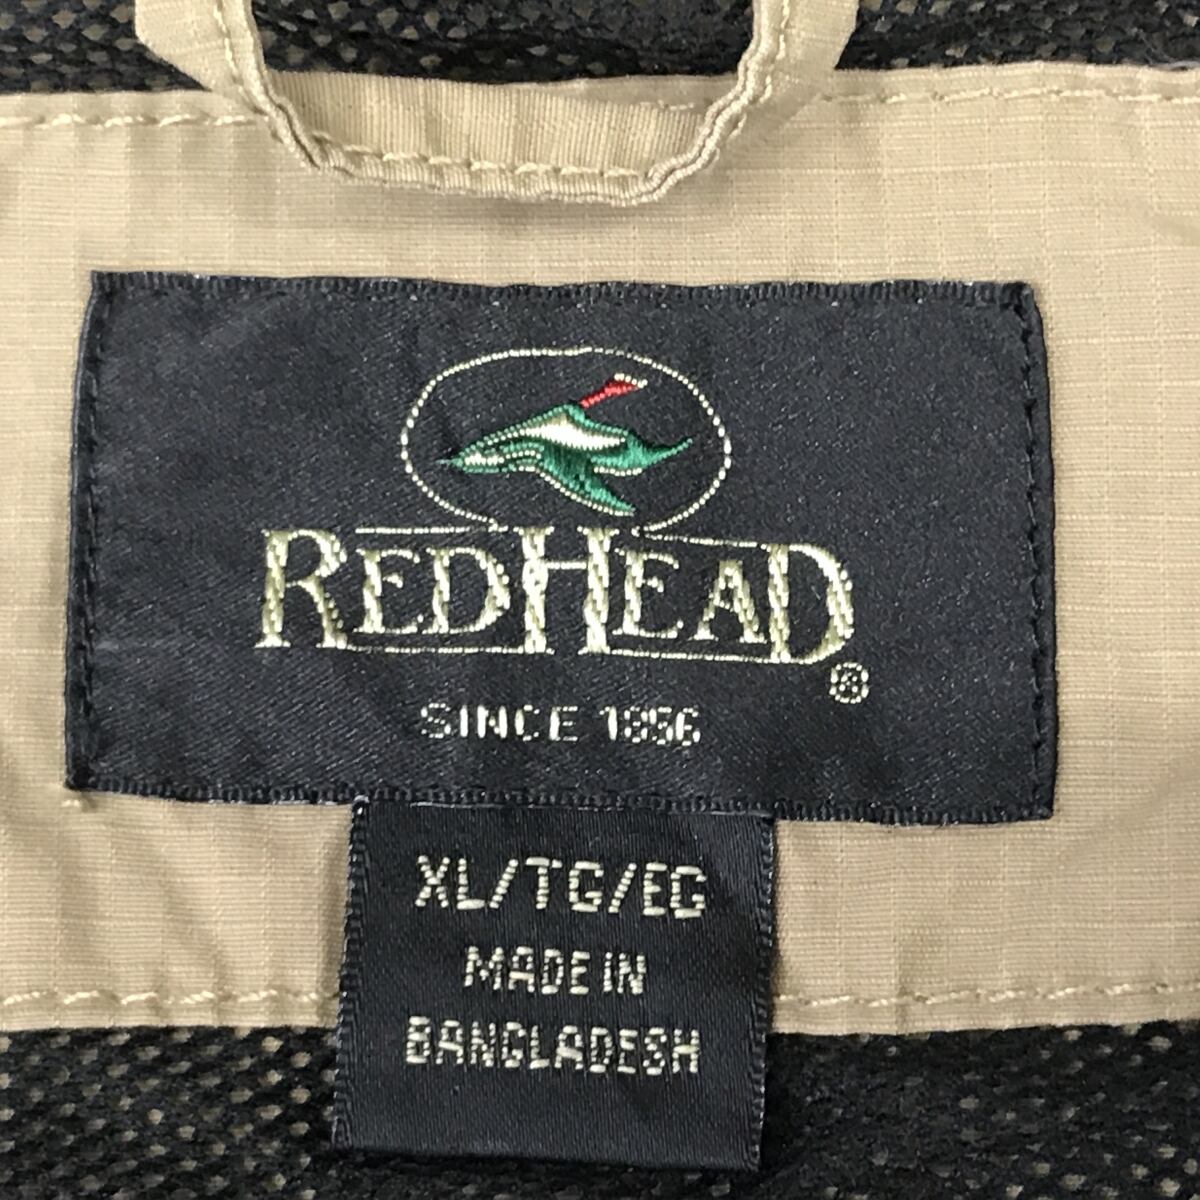 REDHEAD®
SINCE 1856
XL/TG/EG
MADE IN
BANGLADESH